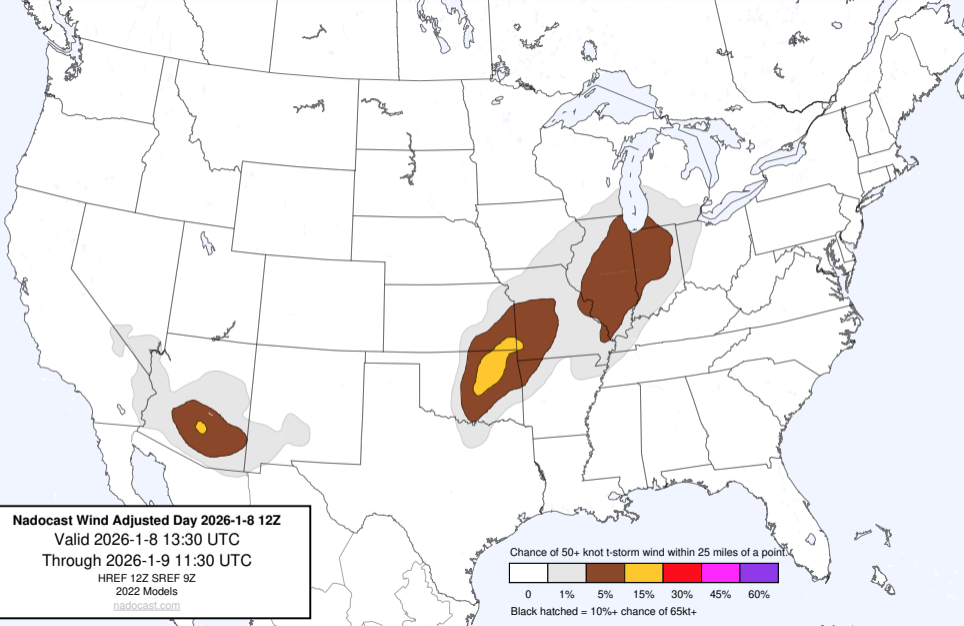 Nadocast Wind Adjusted Day 2026-1-8 12Z
Valid 2026-1-8 13:30 UTC
Through 2026-1-9 11:30 UTC
HREF 12Z SREF 9Z
2022 Models
nadocast.com
Chance of 50+ knot t-storm wind within 25 miles of a point.
0 1% 5% 15% 30% 45% 60%
Black hatched = 10%+ chance of 65kt+